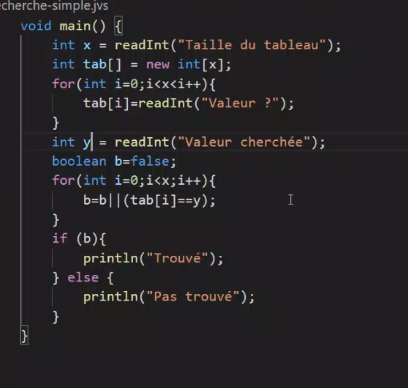 echerche-simple.jvs
void main() {
int x = readInt("Taille du tableau");
int tab[] = new int[x];
for(int i=0;i<x<i++){
tab[i]=readInt("Valeur ?");
}
int y = readInt("Valeur cherchée");
boolean b=false;
for(int i=0;i<x;i++){
b=b||(tab[i]==y);
}
if (b){
println("Trouvé");
} else {
println("Pas trouvé");
}
}